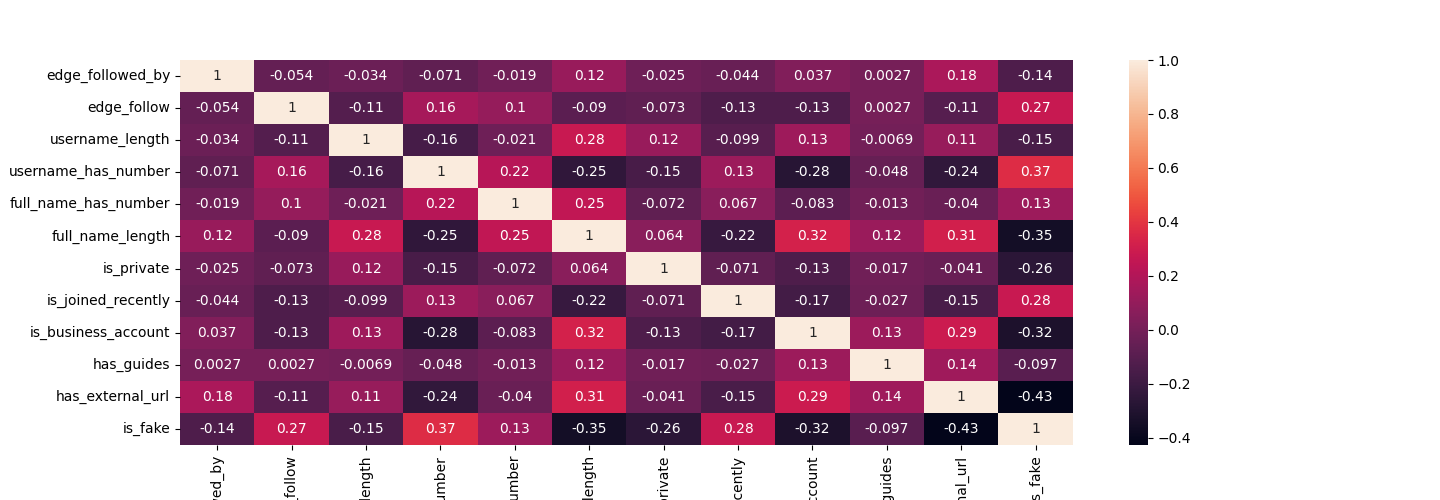 edge_followed_by 1 -0.054 -0.034 -0.071 -0.019 0.12 -0.025 -0.044 0.037 0.0027 0.18 -0.14
edge_follow -0.054 1 -0.11 0.16 0.1 -0.09 -0.073 -0.13 -0.13 0.0027 -0.11 0.27
username_length -0.034 -0.11 1 -0.16 -0.021 0.28 0.12 -0.099 0.13 -0.0069 0.11 -0.15
username_has_number -0.071 0.16 -0.16 1 0.22 -0.25 -0.15 0.13 -0.28 -0.048 -0.24 0.37
full_name_has_number -0.019 0.1 -0.021 0.22 1 0.25 -0.072 0.067 -0.083 -0.013 -0.04 0.13
full_name_length 0.12 -0.09 0.28 -0.25 0.25 1 0.064 -0.22 0.32 0.12 0.31 -0.35
is_private -0.025 -0.073 0.12 -0.15 -0.072 0.064 1 -0.071 -0.13 -0.017 -0.041 -0.26
is_joined_recently -0.044 -0.13 -0.099 0.13 0.067 -0.22 -0.071 1 -0.17 -0.027 -0.15 0.28
is_business_account 0.037 -0.13 0.13 -0.28 -0.083 0.32 -0.13 -0.17 1 0.13 0.29 -0.32
has_guides 0.0027 0.0027 -0.0069 -0.048 -0.013 0.12 -0.017 -0.027 0.13 1 0.14 -0.097
has_external_url 0.18 -0.11 0.11 -0.24 -0.04 0.31 -0.041 -0.15 0.29 0.14 1 -0.43
is_fake -0.14 0.27 -0.15 0.37 0.13 -0.35 -0.26 0.28 -0.32 -0.097 -0.43 1
ved_by
_follow
length
umber
umber
length
private
cently
ccount
guides
nal_url
s_fake
1.0
0.8
0.6
0.4
0.2
0.0
−0.2
−0.4